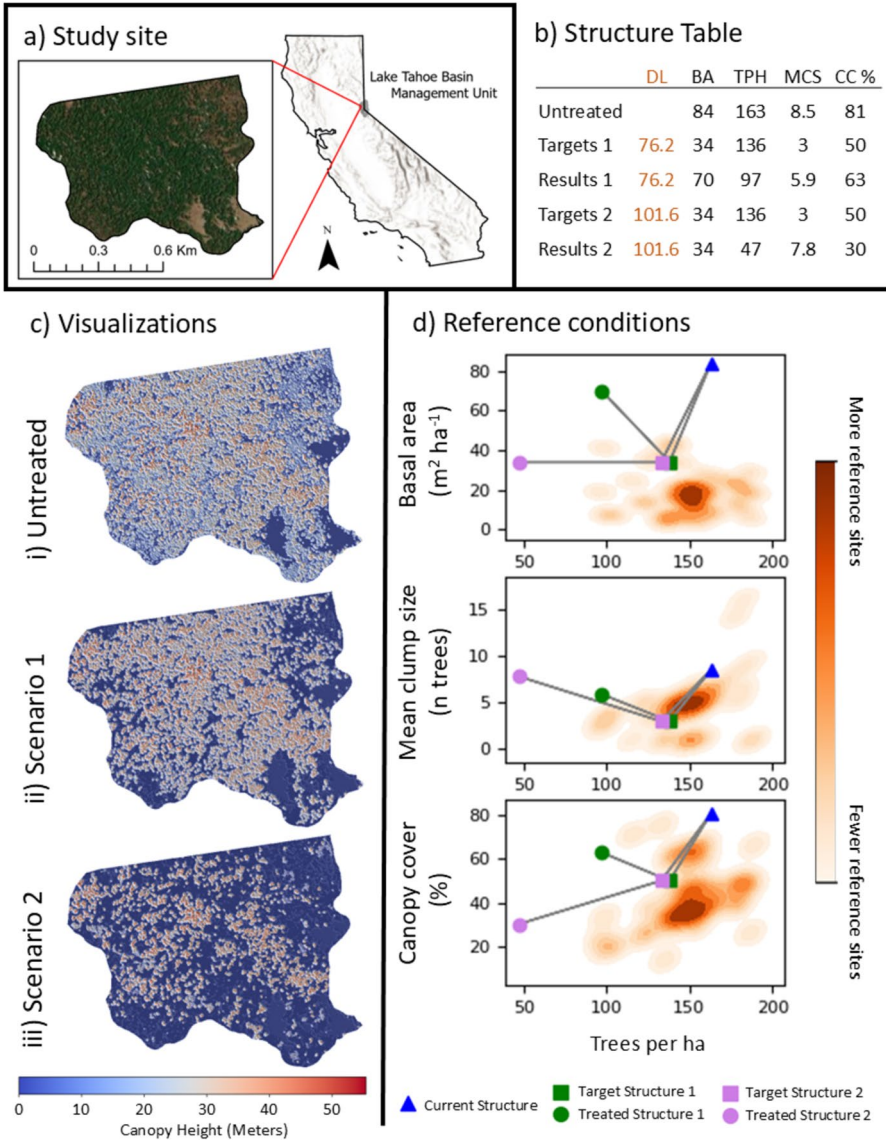 a) Study site
Lake Tahoe Basin
Management Unit
N
0 0.3 0.6 Km
b) Structure Table
DL BA TPH MCS CC %
Untreated 84 163 8.5 81
Targets 1 76.2 34 136 3 50
Results 1 76.2 70 97 5.9 63
Targets 2 101.6 34 136 3 50
Results 2 101.6 34 47 7.8 30
c) Visualizations
i) Untreated
ii) Scenario 1
iii) Scenario 2
0 10 20 30 40 50
Canopy Height (Meters)
d) Reference conditions
Basal area
(m² ha⁻¹)
80
60
40
20
0
50 100 150 200
Mean clump size
(n trees)
15
10
5
0
50 100 150 200
Canopy cover
(%)
80
60
40
20
50 100 150 200
Trees per ha
More reference sites
Fewer reference sites
Current Structure
Target Structure 1
Treated Structure 1
Target Structure 2
Treated Structure 2